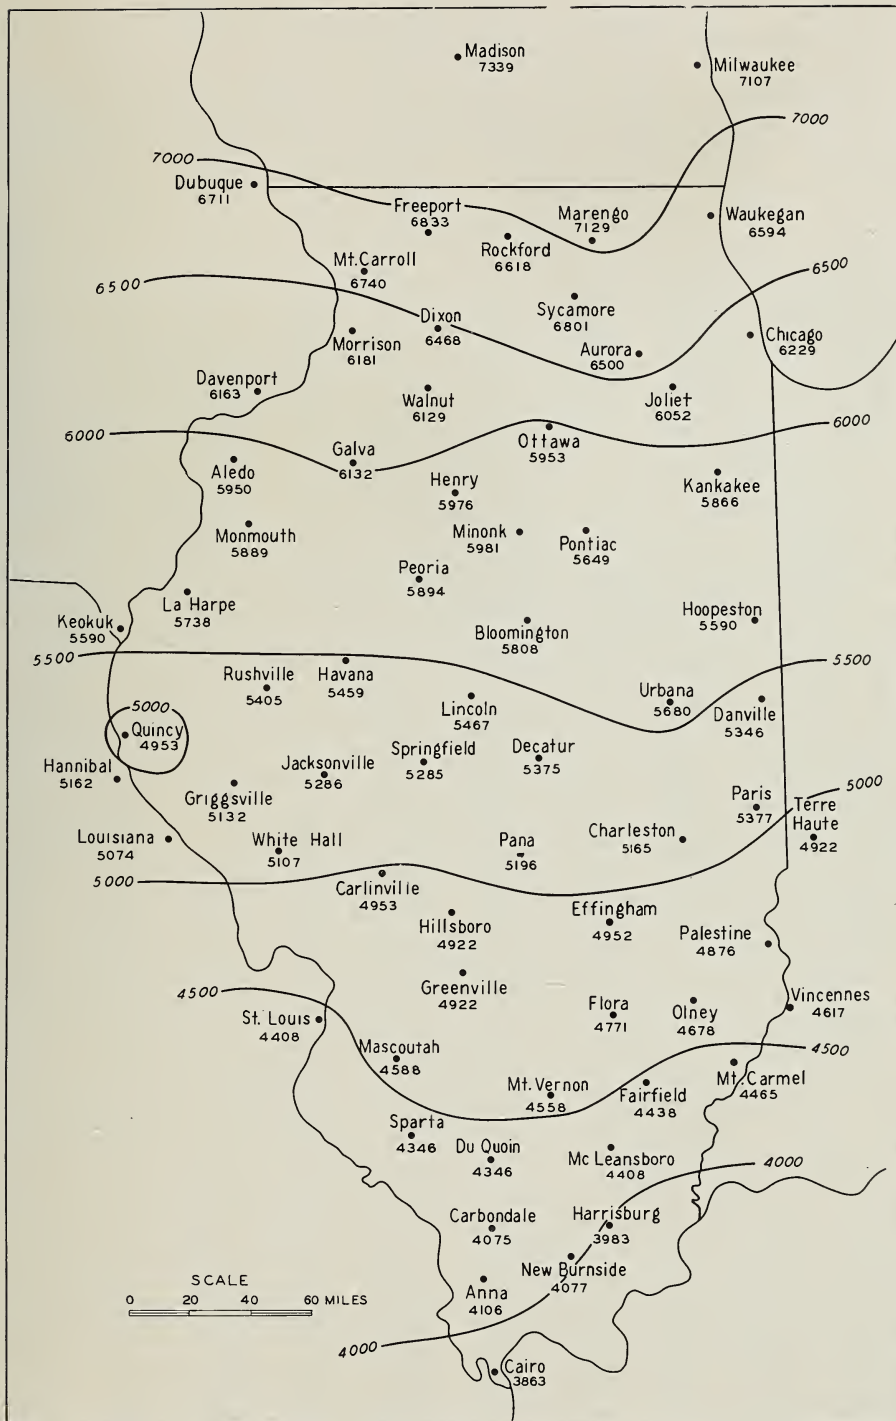 Madison
7339
Milwaukee
7107
7000
7000
Dubuque
6711
Freeport
6833
Marengo
7129
Waukegan
6594
Rockford
6618
Mt. Carroll
6740
6500
6500
Sycamore
6801
Dixon
6468
Morrison
6181
Aurora
6500
Chicago
6229
Davenport
6163
Walnut
6129
Joliet
6052
6000
6000
Ottawa
5953
Galva
6132
Aledo
5950
Henry
5976
Kankakee
5866
Monmouth
5889
Minonk
5981
Pontiac
5649
Peoria
5894
La Harpe
5738
Hoopeston
5590
Keokuk
5590
Bloomington
5808
5500
5500
Rushville
5405
Havana
5459
Urbana
5680
Lincoln
5467
Danville
5346
5000
Quincy
4953
Springfield
5285
Decatur
5375
Jacksonville
5286
Hannibal
5162
Griggsville
5132
5000
Paris
5377
Terre
Haute
4922
Louisiana
5074
White Hall
5107
Pana
5196
Charleston
5165
5000
Carlinville
4953
Hillsboro
4922
Effingham
4952
Palestine
4876
4500
Greenville
4922
Flora
4771
Olney
4678
Vincennes
4617
St. Louis
4408
Mascoutah
4588
4500
Mt. Vernon
4558
Fairfield
4438
Mt. Carmel
4465
Sparta
4346
Du Quoin
4346
Mc Leansboro
4408
4000
Carbondale
4075
Harrisburg
3983
New Burnside
4077
Anna
4106
SCALE
0 20 40 60 MILES
4000
Cairo
3863